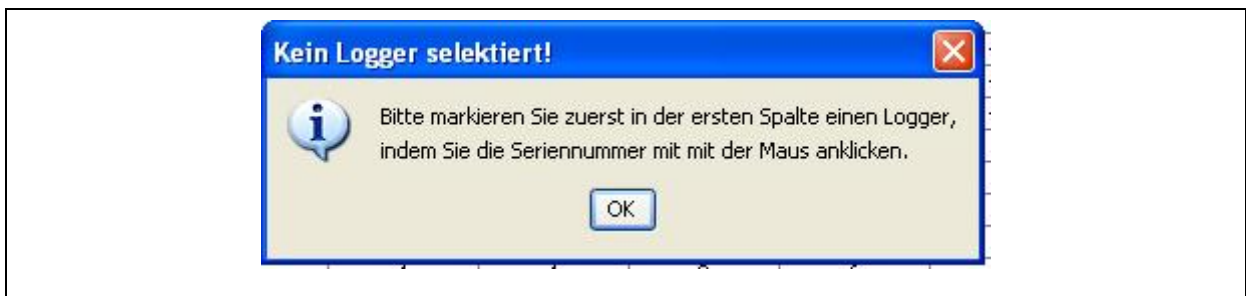 Kein Logger selektiert!
Bitte markieren Sie zuerst in der ersten Spalte einen Logger,
indem Sie die Seriennummer mit mit der Maus anklicken.
OK